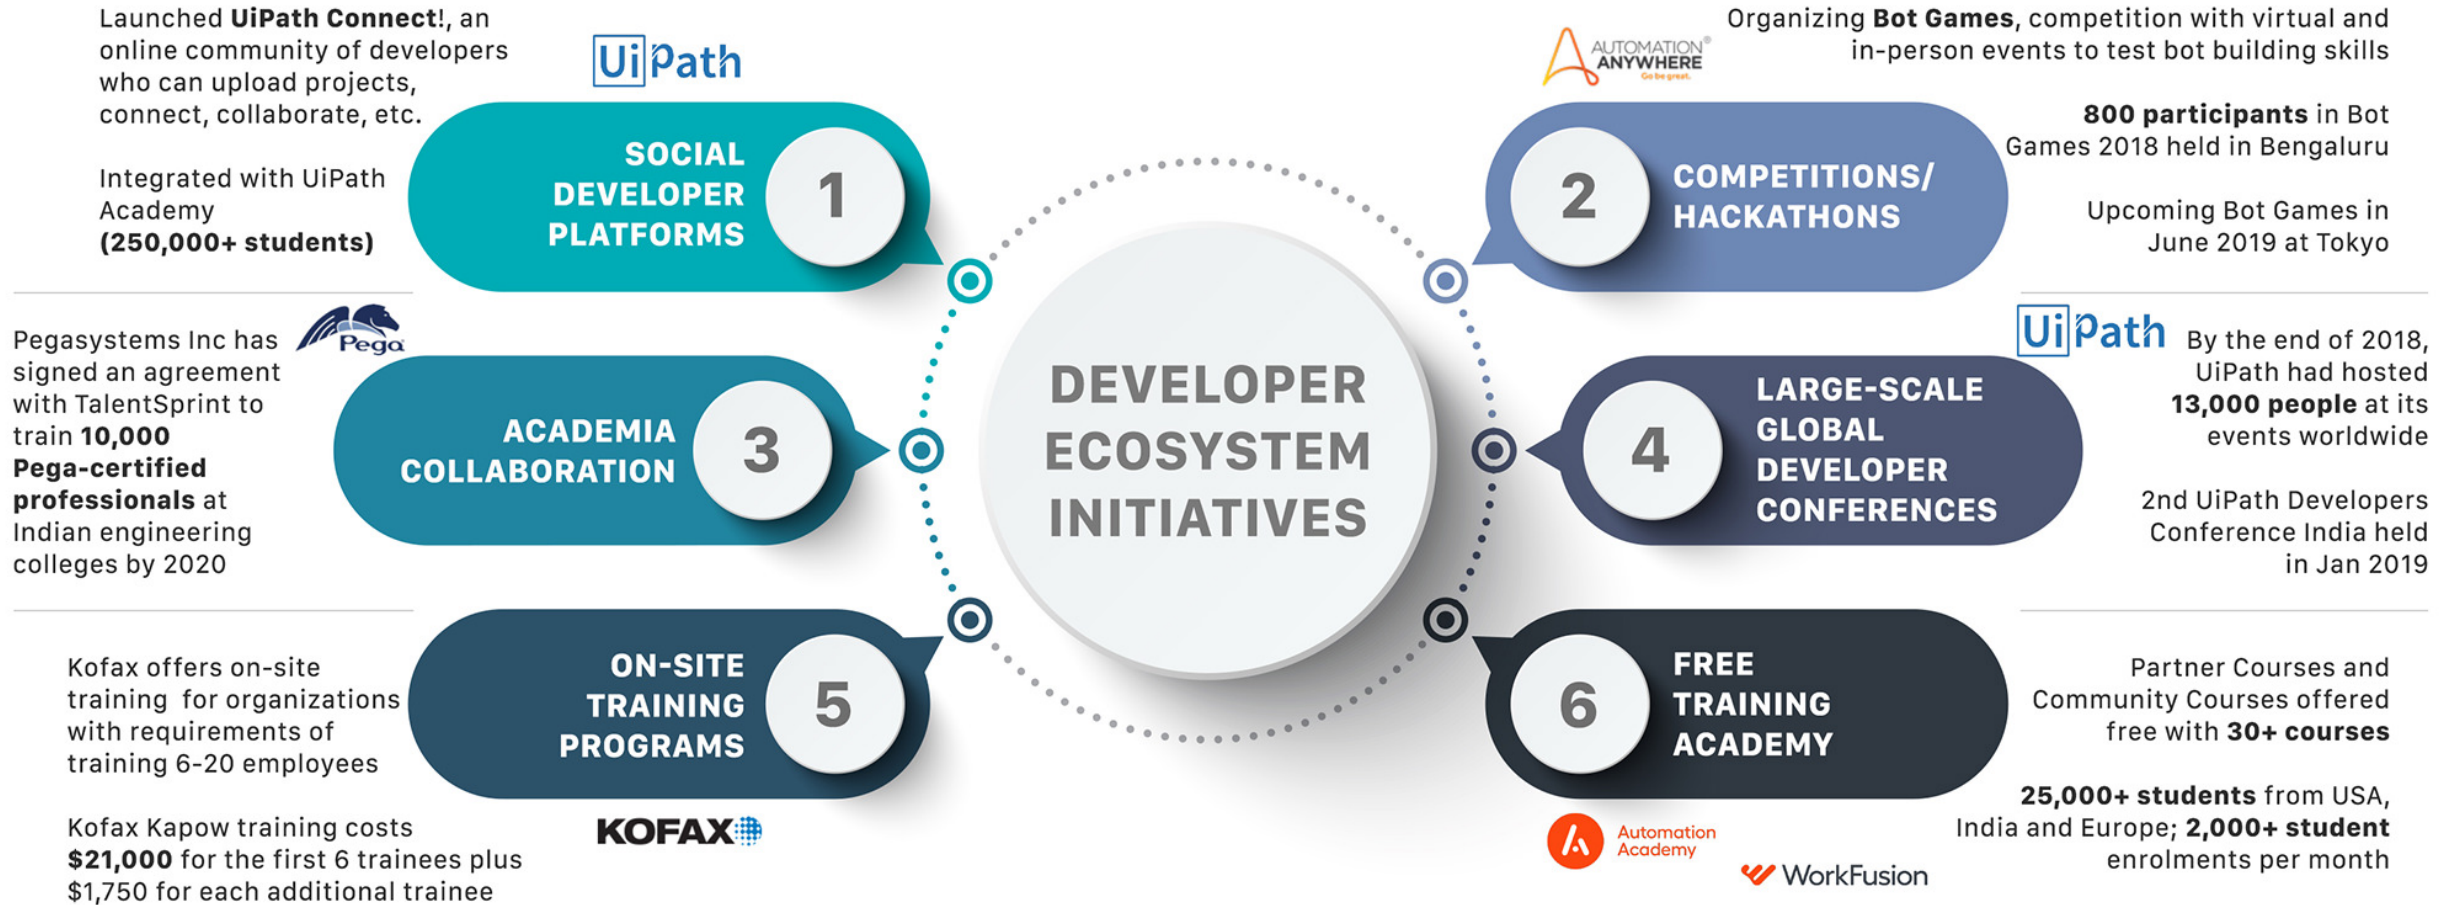 Launched UiPath Connect!, an
online community of developers
who can upload projects,
connect, collaborate, etc.
Integrated with UiPath
Academy
(250,000+ students)
UiPath
SOCIAL
DEVELOPER
PLATFORMS
1
AUTOMATION®
ANYWHERE
Go be great.
Organizing Bot Games, competition with virtual and
in-person events to test bot building skills
800 participants in Bot
Games 2018 held in Bengaluru
Upcoming Bot Games in
June 2019 at Tokyo
2
COMPETITIONS/
HACKATHONS
Pegasystems Inc has
signed an agreement
with TalentSprint to
train 10,000
Pega-certified
professionals at
Indian engineering
colleges by 2020
Pega
ACADEMIA
COLLABORATION
3
DEVELOPER
ECOSYSTEM
INITIATIVES
4
LARGE-SCALE
GLOBAL
DEVELOPER
CONFERENCES
UiPath
By the end of 2018,
UiPath had hosted
13,000 people at its
events worldwide
2nd UiPath Developers
Conference India held
in Jan 2019
Kofax offers on-site
training for organizations
with requirements of
training 6-20 employees
Kofax Kapow training costs
$21,000 for the first 6 trainees plus
$1,750 for each additional trainee
ON-SITE
TRAINING
PROGRAMS
5
KOFAX
6
FREE
TRAINING
ACADEMY
Partner Courses and
Community Courses offered
free with 30+ courses
25,000+ students from USA,
India and Europe; 2,000+ student
enrolments per month
Automation
Academy
WorkFusion